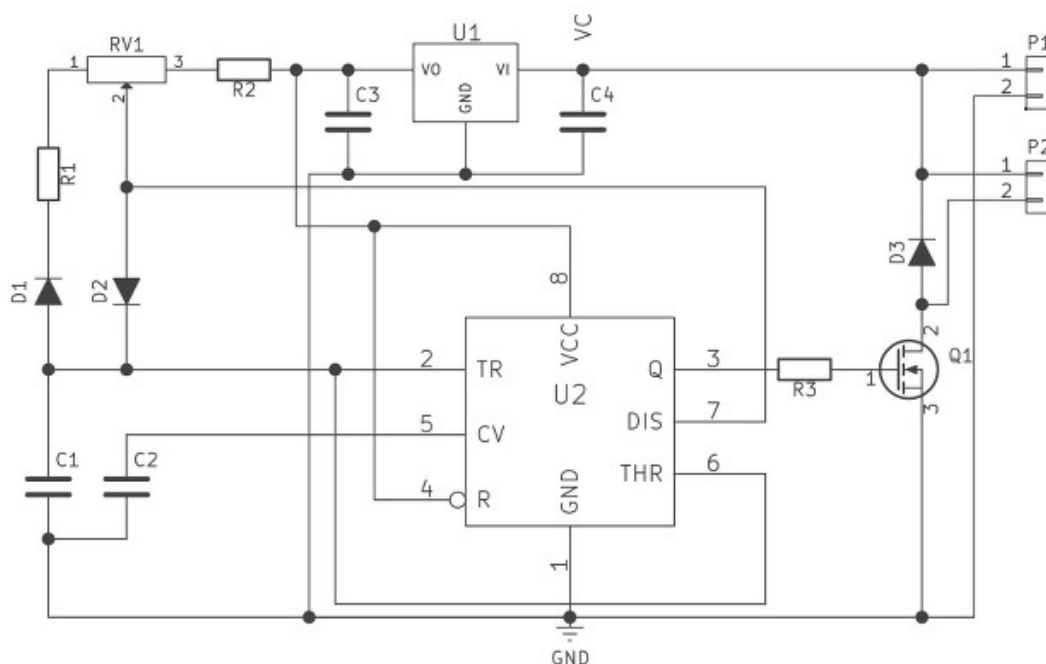 VC
U1
P1
RV1
1
3
2
R2
VO
VI
GND
C3
C4
1
2
P2
1
2
R1
D1
D2
D3
8
VCC
2
TR
U2
Q
3
R3
1
2
Q1
3
DIS
7
5
CV
THR
6
C1
C2
4
R
GND
1
GND